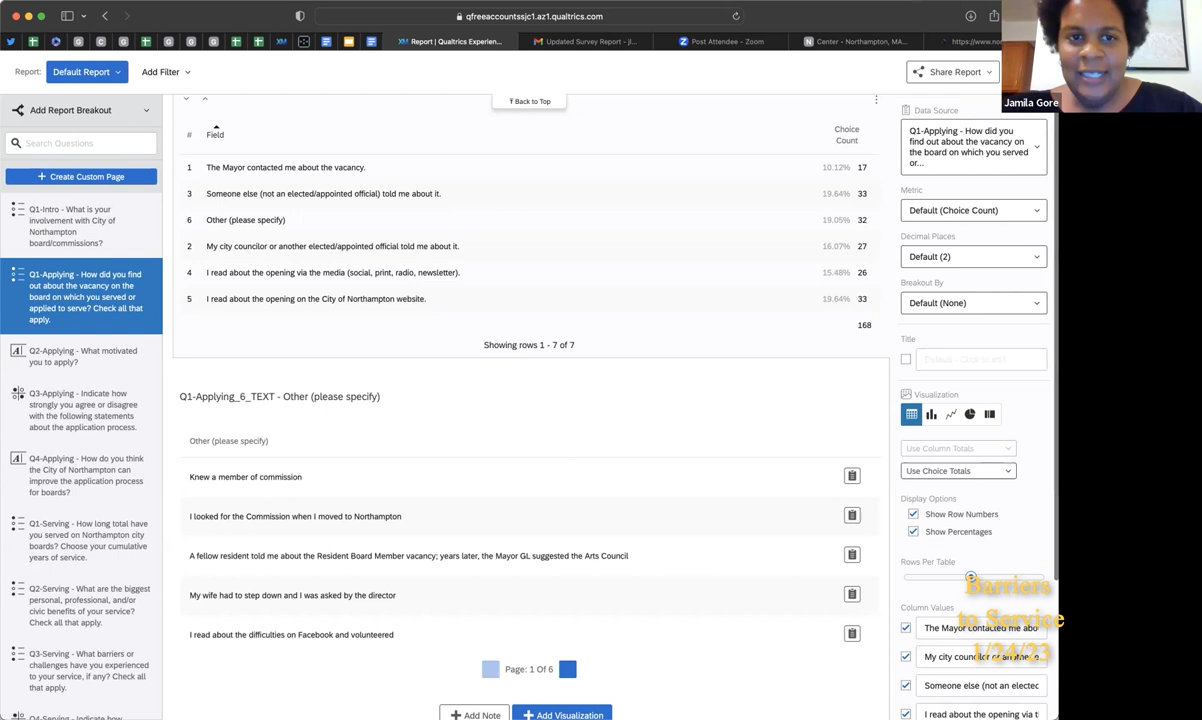 qfreeaccountssjc1.az1.qualtrics.com
XM Report | Qualtrics Experien...
Updated Survey Report - jl...
Post Attendee - Zoom
Center - Northampton, MA...
Report:
Default Report
Add Filter
Share Report
Jamila Gore
Add Report Breakout
Search Questions
+ Create Custom Page
Q1-Intro - What is your
involvement with City of
Northampton
board/commissions?
Q1-Applying - How did you find
out about the vacancy on the
board on which you served or
applied to serve? Check all that
apply.
Q2-Applying - What motivated
you to apply?
Q3-Applying - Indicate how
strongly you agree or disagree
with the following statements
about the application process.
Q4-Applying - How do you think
the City of Northampton can
improve the application process
for boards?
Q1-Serving - How long total have
you served on Northampton city
boards? Choose your cumulative
years of service.
Q2-Serving - What are the biggest
personal, professional, and/or
civic benefits of your service?
Check all that apply.
Q3-Serving - What barriers or
challenges have you experienced
to your service, if any? Check all
that apply.
Q4-Serving - Indicate how
Back to Top
# Field Choice
Count
1 The Mayor contacted me about the vacancy. 10.12% 17
3 Someone else (not an elected/appointed official) told me about it. 19.64% 33
6 Other (please specify) 19.05% 32
2 My city councilor or another elected/appointed official told me about it. 16.07% 27
4 I read about the opening via the media (social, print, radio, newsletter). 15.48% 26
5 I read about the opening on the City of Northampton website. 19.64% 33
168
Showing rows 1 - 7 of 7
Q1-Applying_6_TEXT - Other (please specify)
Other (please specify)
Knew a member of commission
I looked for the Commission when I moved to Northampton
A fellow resident told me about the Resident Board Member vacancy; years later, the Mayor GL suggested the Arts Council
My wife had to step down and I was asked by the director
I read about the difficulties on Facebook and volunteered
Page: 1 Of 6
+ Add Note
+ Add Visualization
Data Source
Q1-Applying - How did you
find out about the vacancy on
the board on which you served
or...
Metric
Default (Choice Count)
Decimal Places
Default (2)
Breakout By
Default (None)
Title
Default - Click to edit
Visualization
Use Column Totals
Use Choice Totals
Display Options
Show Row Numbers
Show Percentages
Rows Per Table
Column Values
The Mayor contacted me abo
My city councilor or
Someone else (not an elected
I read about the opening via t
Barriers
to Service
1/24/23